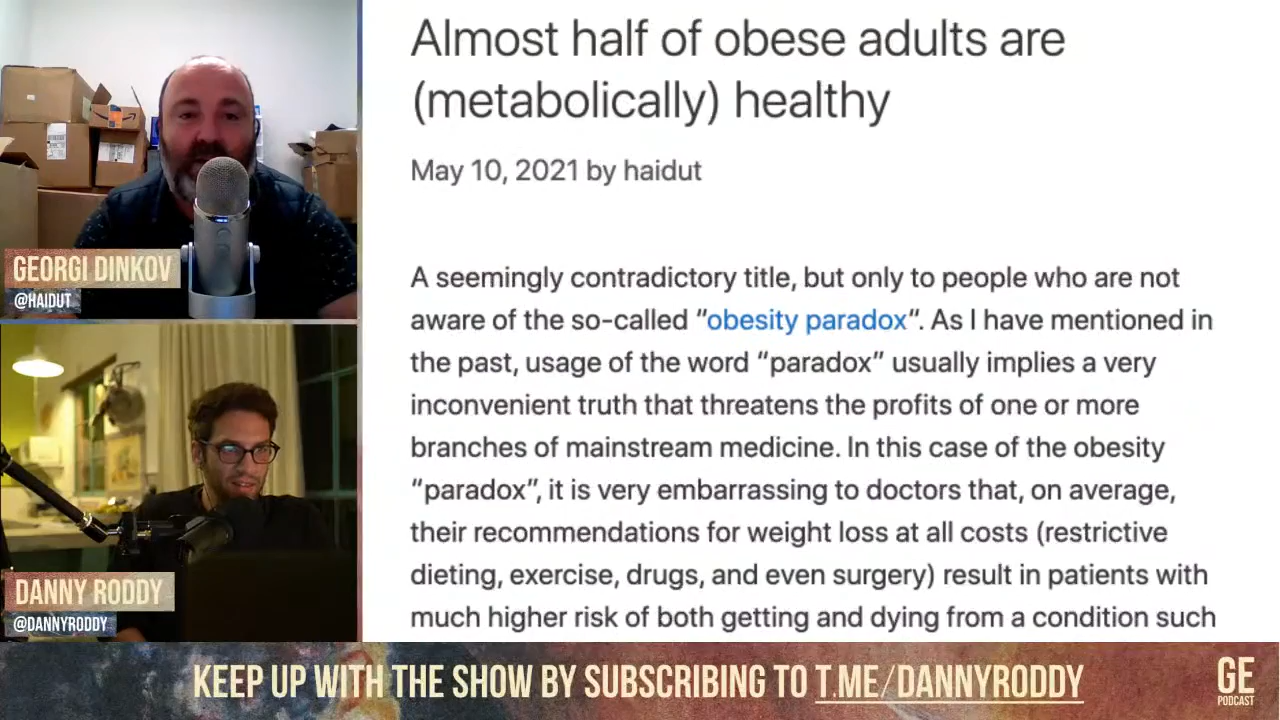 GEORGI DINKOV
@HAIDUT
DANNY RODDY
@DANNYRODDY
Almost half of obese adults are
(metabolically) healthy
May 10, 2021 by haidut
A seemingly contradictory title, but only to people who are not
aware of the so-called “obesity paradox“. As I have mentioned in
the past, usage of the word “paradox” usually implies a very
inconvenient truth that threatens the profits of one or more
branches of mainstream medicine. In this case of the obesity
“paradox”, it is very embarrassing to doctors that, on average,
their recommendations for weight loss at all costs (restrictive
dieting, exercise, drugs, and even surgery) result in patients with
much higher risk of both getting and dying from a condition such
KEEP UP WITH THE SHOW BY SUBSCRIBING TO T.ME/DANNYRODDY
GE
PODCAST